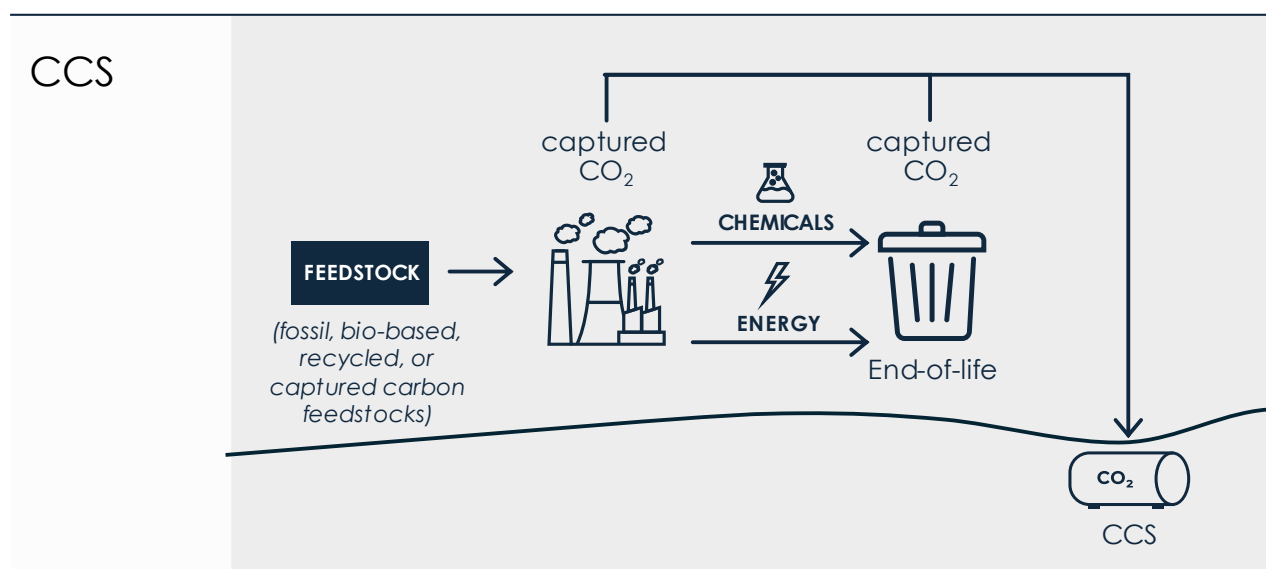 CCS
captured
CO₂
captured
CO₂
CHEMICALS
FEEDSTOCK
ENERGY
(fossil, bio-based,
recycled, or
captured carbon
feedstocks)
End-of-life
CO₂
CCS